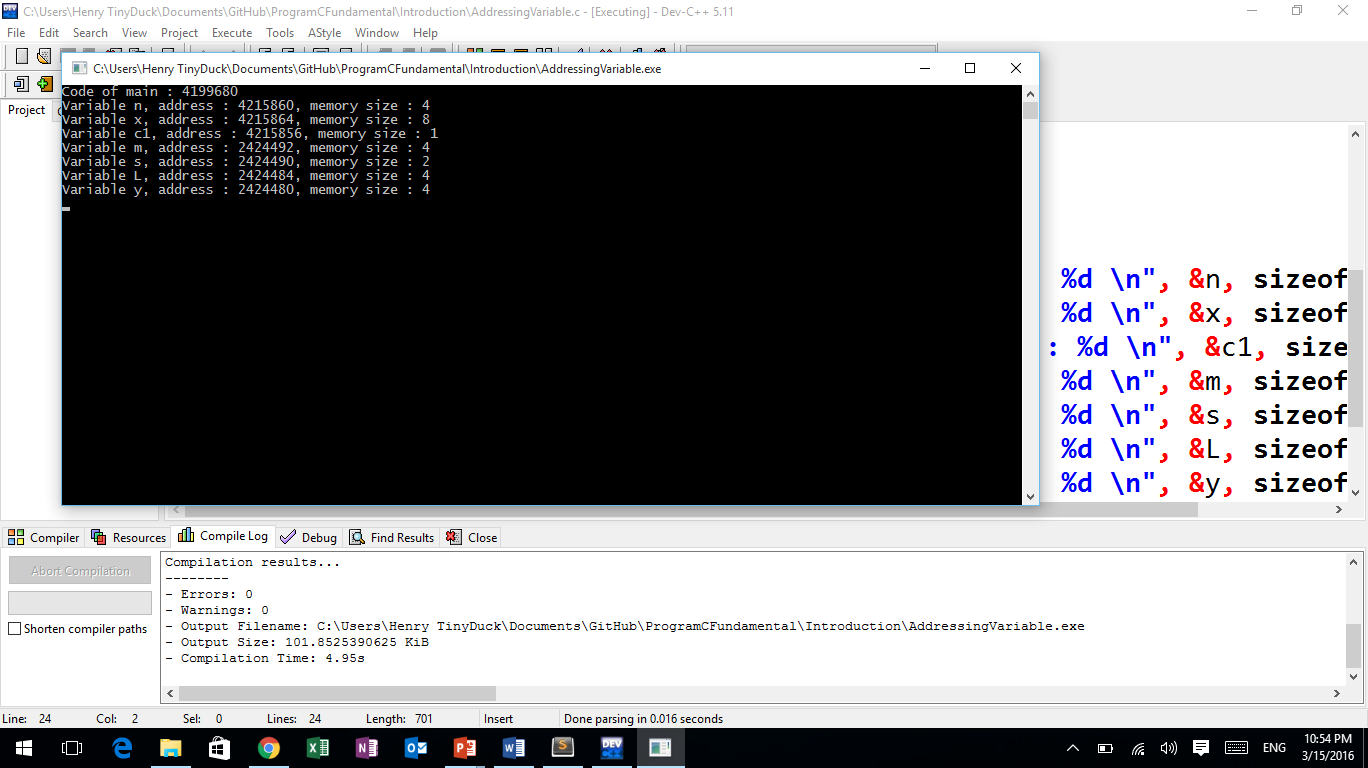 C:\Users\Henry TinyDuck\Documents\GitHub\ProgramCFundamental\Introduction\AddressingVariable.c - [Executing] - Dev-C++ 5.11
File Edit Search View Project Execute Tools AStyle Window Help
C:\Users\Henry TinyDuck\Documents\GitHub\ProgramCFundamental\Introduction\AddressingVariable.exe
Project
Code of main : 4199680
Variable n, address : 4215860, memory size : 4
Variable x, address : 4215864, memory size : 8
Variable c1, address : 4215856, memory size : 1
Variable m, address : 2424492, memory size : 4
Variable s, address : 2424490, memory size : 2
Variable L, address : 2424484, memory size : 4
Variable y, address : 2424480, memory size : 4
%d \n", &n, sizeof
%d \n", &x, sizeof
: %d \n", &c1, size
%d \n", &m, sizeof
%d \n", &s, sizeof
%d \n", &L, sizeof
%d \n", &y, sizeof
Compiler Resources Compile Log Debug Find Results Close
Abort Compilation
Shorten compiler paths
Compilation results...
--------
- Errors: 0
- Warnings: 0
- Output Filename: C:\Users\Henry TinyDuck\Documents\GitHub\ProgramCFundamental\Introduction\AddressingVariable.exe
- Output Size: 101.8525390625 KiB
- Compilation Time: 4.95s
Line: 24 Col: 2 Sel: 0 Lines: 24 Length: 701 Insert Done parsing in 0.016 seconds
ENG
10:54 PM
3/15/2016